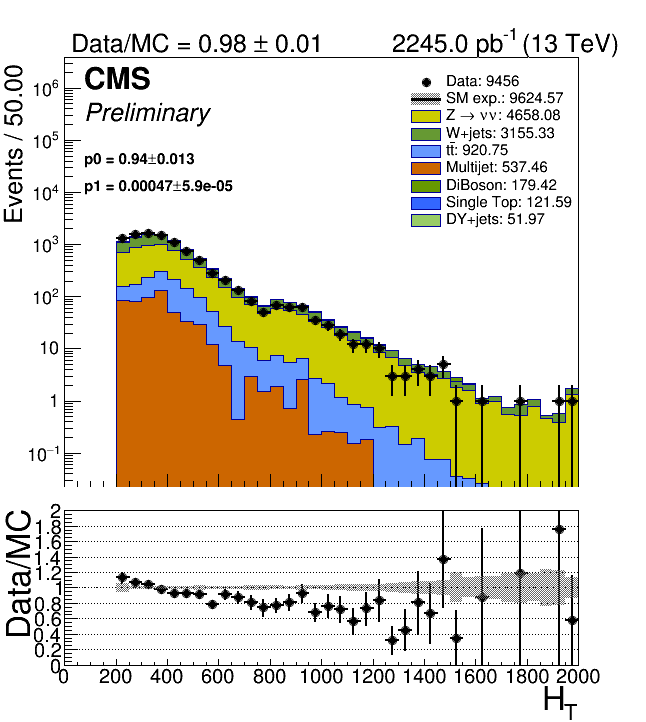 Data/MC = 0.98 ± 0.01 2245.0 pb⁻¹ (13 TeV)
CMS
Preliminary
p0 = 0.94±0.013
p1 = 0.00047±5.9e-05
Data: 9456
SM exp.: 9624.57
Z → νν: 4658.08
W+jets: 3155.33
tt̄: 920.75
Multijet: 537.46
DiBoson: 179.42
Single Top: 121.59
DY+jets: 51.97
Events / 50.00
10⁶
10⁵
10⁴
10³
10²
10
1
10⁻¹
Data/MC
2
1.8
1.6
1.4
1.2
1
0.8
0.6
0.4
0.2
0
0 200 400 600 800 1000 1200 1400 1600 1800 2000
H_T